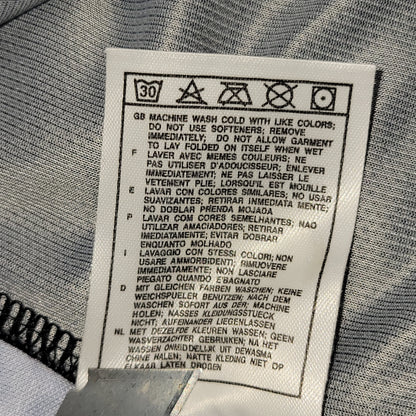 30
GB MACHINE WASH COLD WITH LIKE COLORS;
DO NOT USE SOFTENERS; REMOVE
IMMEDIATELY; DO NOT ALLOW GARMENT
TO LAY FOLDED ON ITSELF WHEN WET
F LAVER AVEC MEMES COULEURS; NE
PAS UTILISER D'ADOUCISSEUR; ENLEVER
IMMEDIATEMENT; NE PAS LAISSER LE
VETEMENT PLIE, LORSQU'IL EST MOUILLE
E LAVAR CON COLORES SIMILARES; NO USAR
SUAVIZANTES; RETIRAR INMEDIATA MENTE;
NO DOBLAR PRENDA MOJADA
P LAVAR COM CORES SEMELHANTES; NAO
UTILIZAR AMACIADORES; RETIRAR
IMEDIATAMENTE; EVITAR DOBRAR
ENQUANTO MOLHADO
I LAVAGGIO CON STESSI COLORI; NON
USARE AMMORBIDENTI; RIMUOVERE
IMMEDIATAMENTE; NON LASCIARE
PIEGATO QUANDO E'BAGNATO
D MIT GLEICHEN FARBEN WASCHEN; KEINE
WEICHSPUELER BENUTZEN; NACH DEM
WASCHEN SOFORT AUS DER MACHINE
HOLEN; NASSES KLEIDUNGSSTUECK
NICHT; AUFEINANDER LIEGENLASSEN
NL MET DEZELFDE KLEUREN WASSEN; GEEN
WASVERZACHTER GEBRUIKEN; NA HET
WASSEN ONMIDDELIJK UIT DEWASMA
CHINE HALEN; NATTE KLEDING NIET OP
ELKAAR LATEN DROGEN